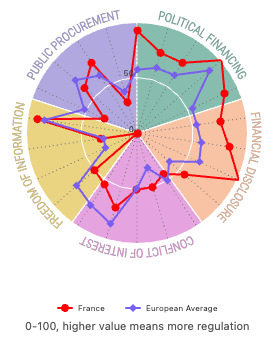 PUBLIC PROCUREMENT
POLITICAL FINANCING
FINANCIAL DISCLOSURE
CONFLICT OF INTEREST
FREEDOM OF INFORMATION
50
0
France
European Average
0-100, higher value means more regulation